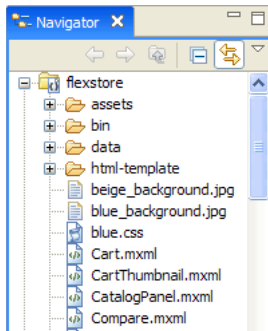 Navigator
flexstore
assets
bin
data
html-template
beige_background.jpg
blue_background.jpg
blue.css
Cart.mxml
CartThumbnail.mxml
CatalogPanel.mxml
Compare.mxml